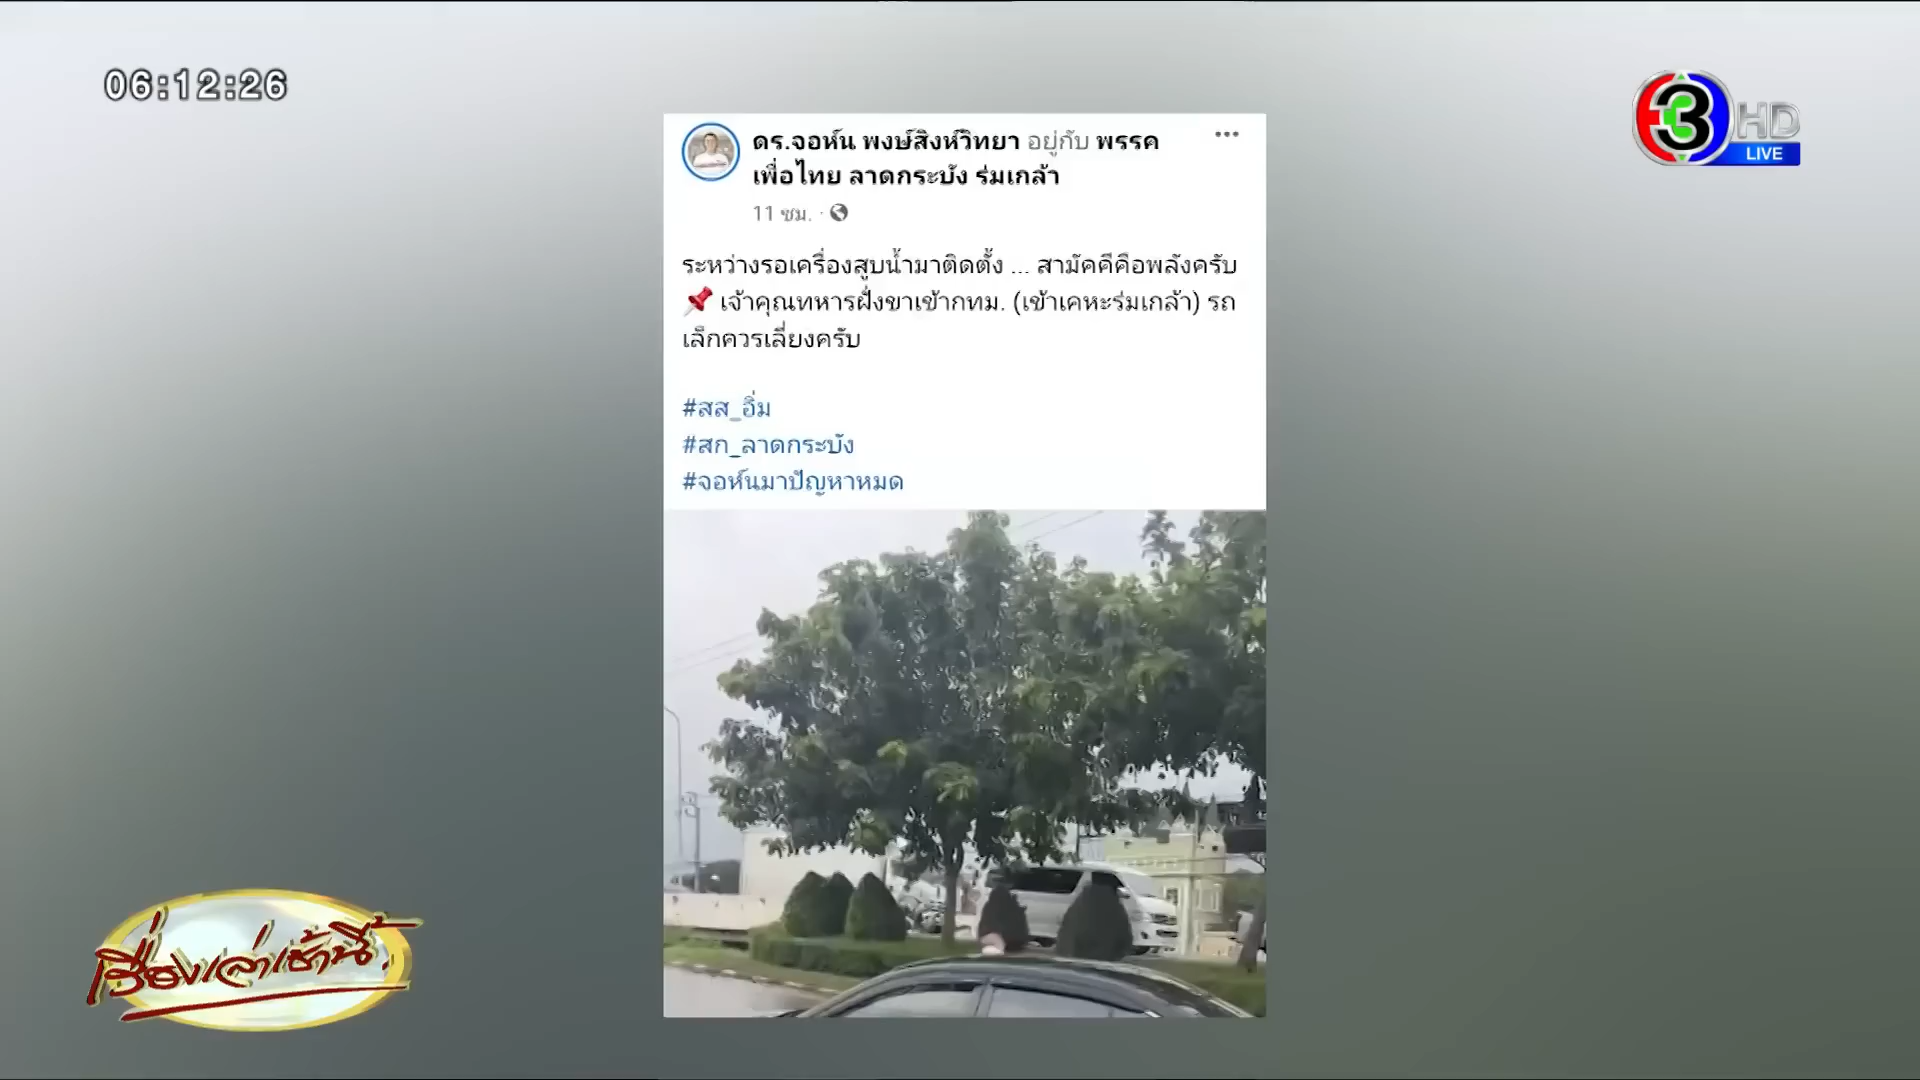 06:12:26
3 HD
LIVE
ดร.จอห์น พงษ์สิงห์วิทยา อยู่กับ พรรค
เพื่อไทย ลาดกระบัง ร่มเกล้า
11 ชม. ·
ระหว่างรอเครื่องสูบน้ำมาติดตั้ง ... สามัคคีคือพลังครับ
📌 เจ้าคุณทหารฝั่งขาเข้ากทม. (เข้าเคหะร่มเกล้า) รถ
เล็กควรเลี่ยงครับ
#สส_อิ่ม
#สก_ลาดกระบัง
#จอห์นมาปัญหาหมด
เรื่องเล่าเช้านี้